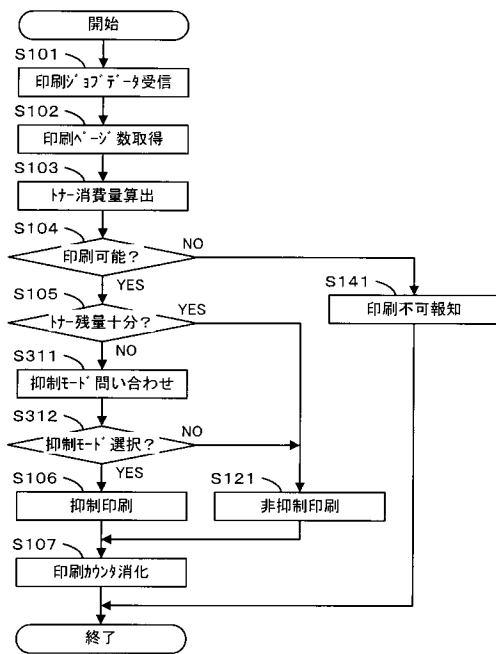 開始
S101
印刷ｼﾞｮﾌﾞﾃﾞｰﾀ受信
S102
印刷ﾍﾟｰｼﾞ数取得
S103
ﾄﾅｰ消費量算出
S104
印刷可能？
NO
YES
S141
印刷不可報知
S105
ﾄﾅｰ残量十分？
YES
NO
S311
抑制ﾓｰﾄﾞ問い合わせ
S312
抑制ﾓｰﾄﾞ選択？
NO
YES
S106
抑制印刷
S121
非抑制印刷
S107
印刷ｶｳﾝﾀ消化
終了